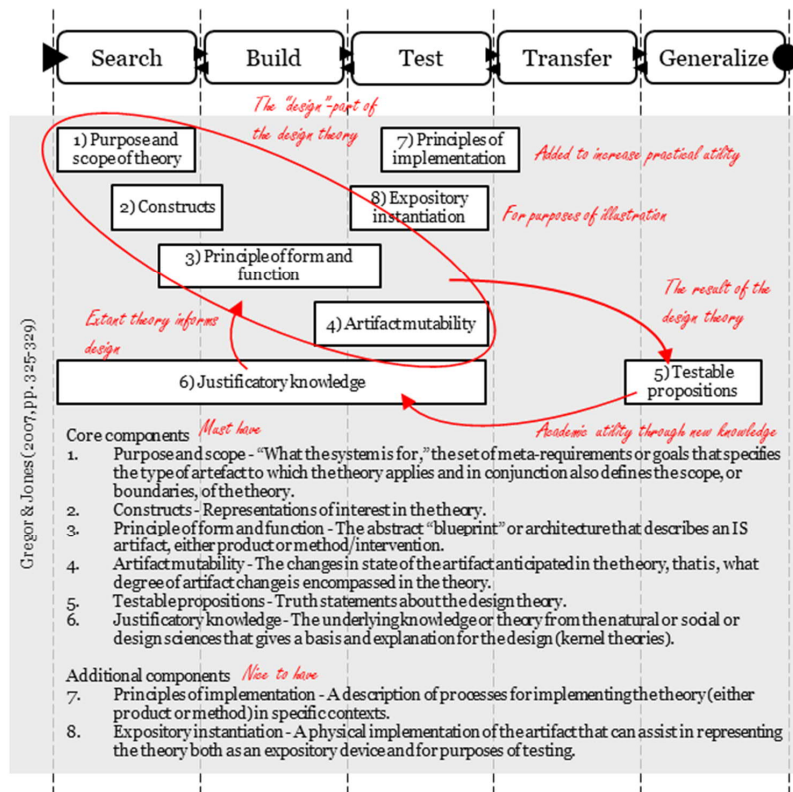 Search Build Test Transfer Generalize
The "design"-part of
the design theory
1) Purpose and
scope of theory
7) Principles of
implementation
Added to increase practical utility
2) Constructs
8) Expository
instantiation
For purposes of illustration
3) Principle of form and
function
The result of the
design theory
Extant theory informs
design
4) Artifact mutability
5) Testable
propositions
6) Justificatory knowledge
Academic utility through new knowledge
Gregor & Jones (2007, pp. 325-329)
Core components Must have
1. Purpose and scope - “What the system is for,” the set of meta-requirements or goals that specifies
the type of artefact to which the theory applies and in conjunction also defines the scope, or
boundaries, of the theory.
2. Constructs - Representations of interest in the theory.
3. Principle of form and function - The abstract “blueprint” or architecture that describes an IS
artifact, either product or method/intervention.
4. Artifact mutability - The changes in state of the artifact anticipated in the theory, that is, what
degree of artifact change is encompassed in the theory.
5. Testable propositions - Truth statements about the design theory.
6. Justificatory knowledge - The underlying knowledge or theory from the natural or social or
design sciences that gives a basis and explanation for the design (kernel theories).
Additional components Nice to have
7. Principles of implementation - A description of processes for implementing the theory (either
product or method) in specific contexts.
8. Expository instantiation - A physical implementation of the artifact that can assist in representing
the theory both as an expository device and for purposes of testing.